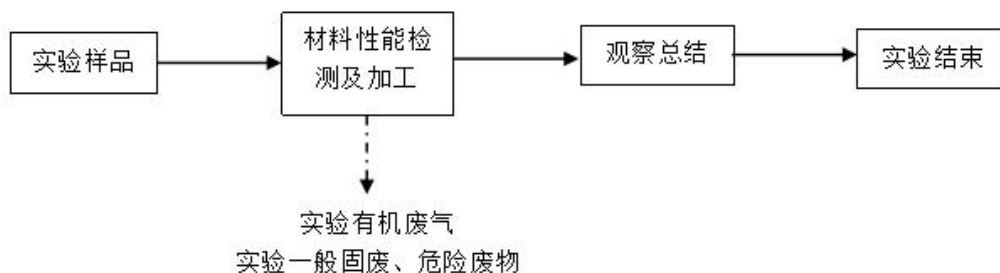 实验样品
材料性能检
测及加工
观察总结
实验结束
实验有机废气
实验一般固废、危险废物